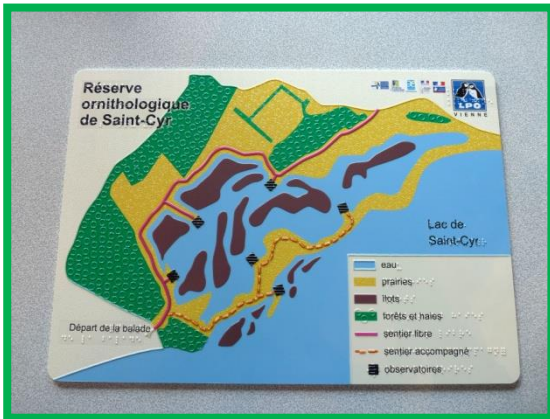 Réserve
ornithologique
de Saint-Cyr
LPO
VIENNE
Lac de
Saint-Cyr
Départ de la balade
eau
prairies
îlots
forêts et haies
sentier libre
sentier accompagné
observatoires